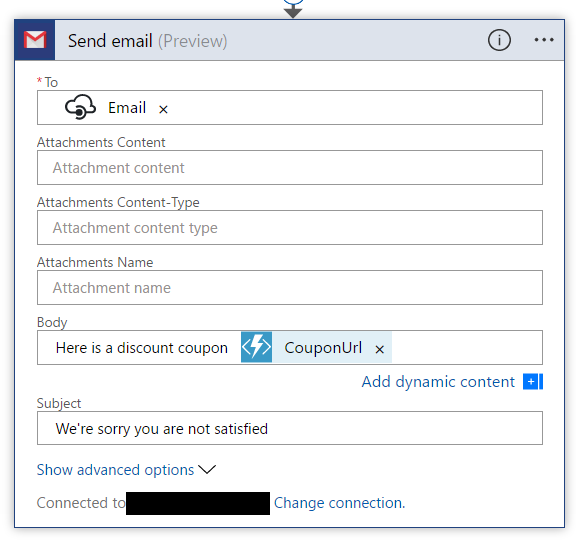 Send email (Preview)
* To
Email ×
Attachments Content
Attachment content
Attachments Content-Type
Attachment content type
Attachments Name
Attachment name
Body
Here is a discount coupon CouponUrl ×
Add dynamic content
Subject
We're sorry you are not satisfied
Show advanced options
Connected to Change connection.